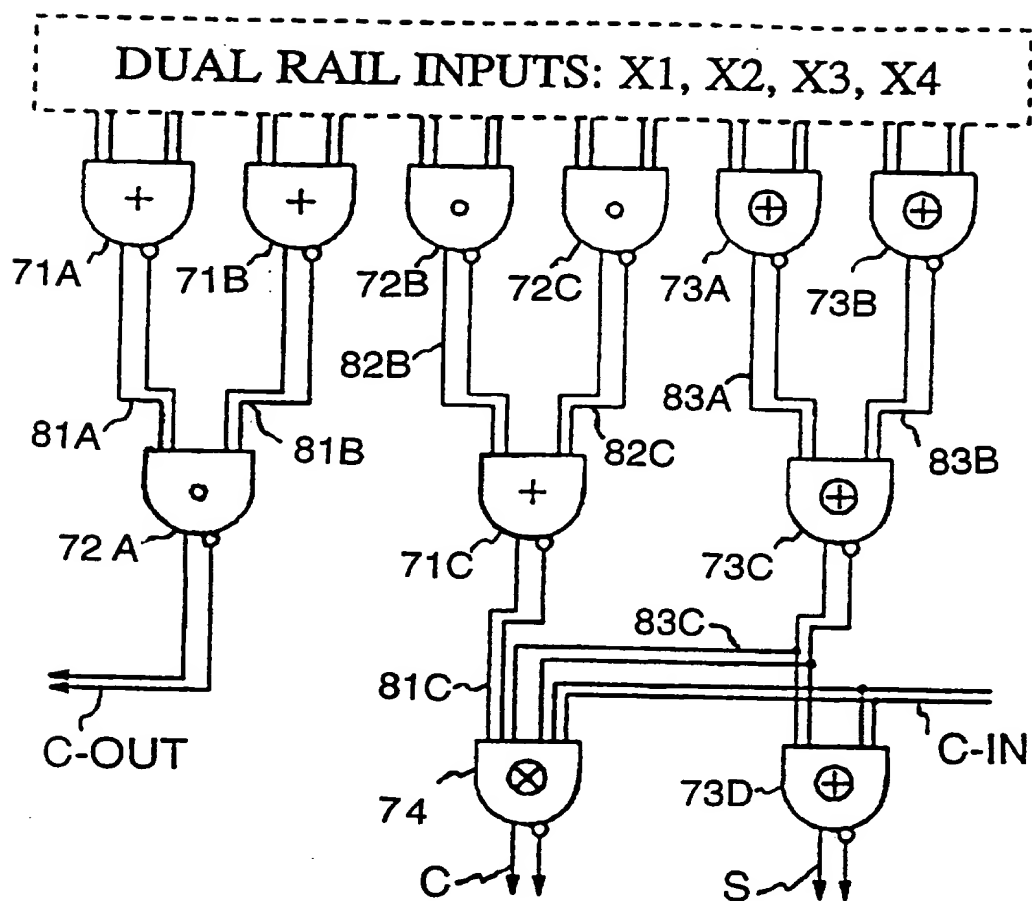 DUAL RAIL INPUTS: X1, X2, X3, X4
+ + ∘ ∘ ⊕ ⊕
71A 71B 72B 72C 73A 73B
82B
83A
81A 81B 82C 83B
∘ + ⊕
72 A 71C 73C
83C
81C
C-OUT C-IN
74 ⊗ 73D ⊕
C S